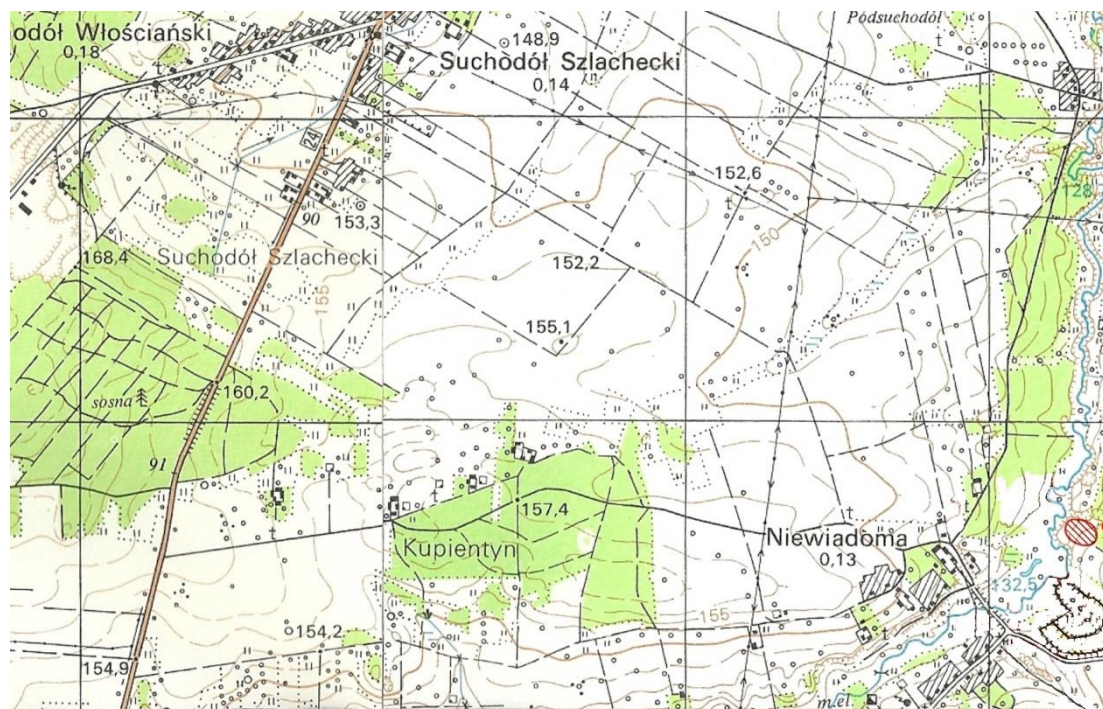 odół Włościański
0,18
148,9
Suchodół Szlachecki
0,14
Pódsuchodół
t
24
t
90
153,3
152,6
t
128
168,4
Suchodół Szlachecki
155
152,2
150
155,1
sosna
160,2
91
t
t
157,4
Kupientyn
t
Niewiadoma
0,13
t
132,5
154,2
155
t
t
154,9
m.el.